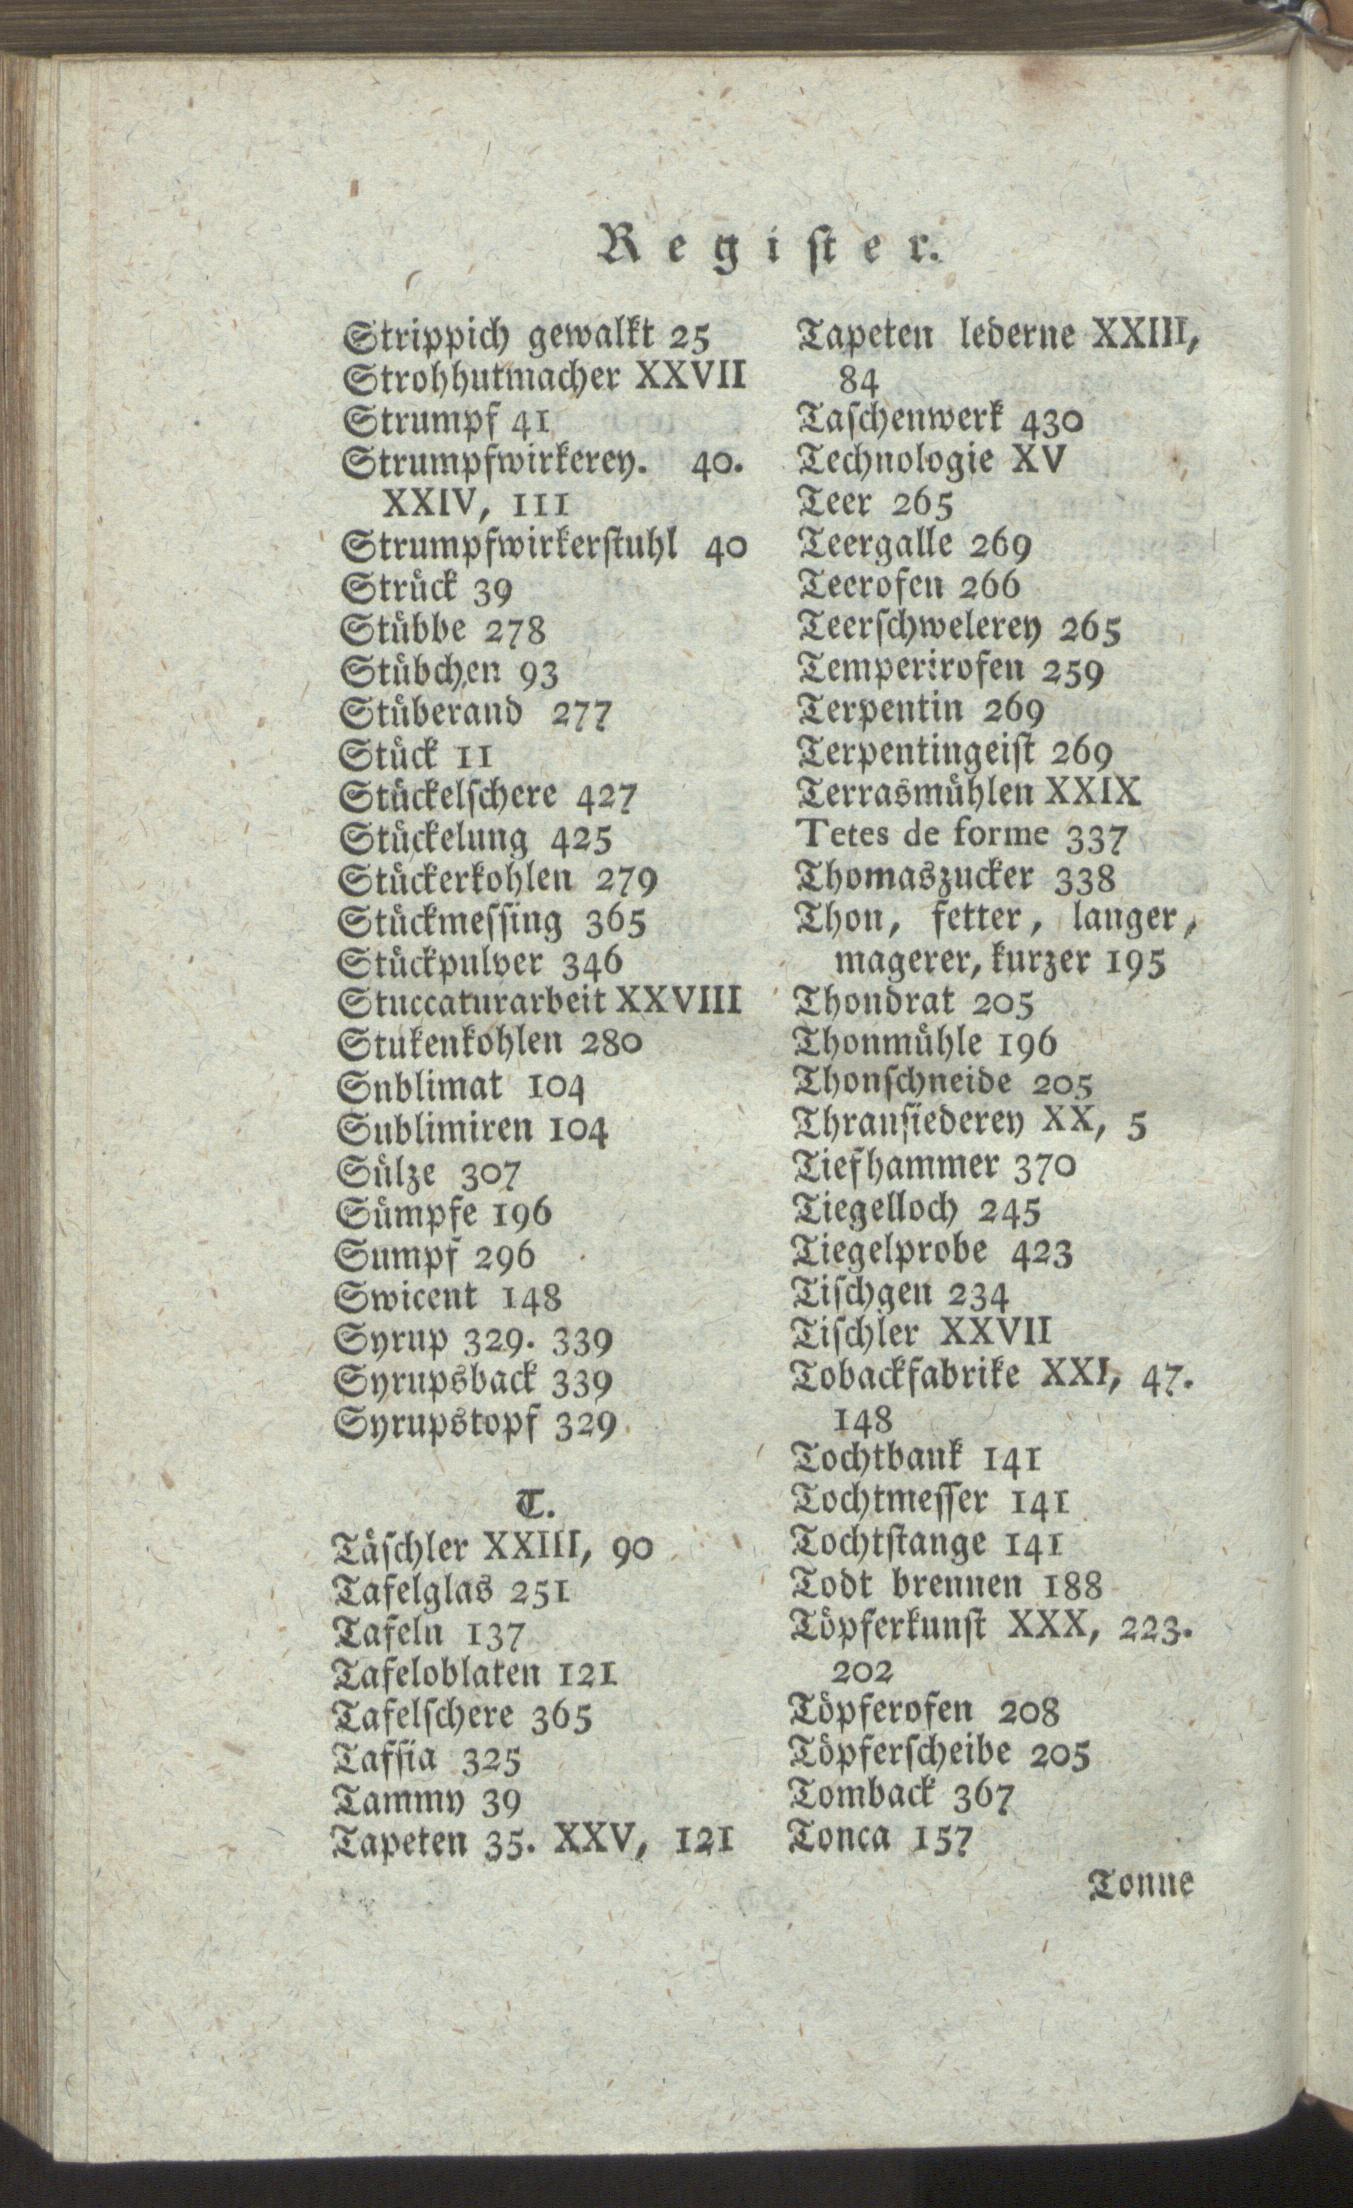 Regiſter.
Strippich gewalkt 25
Strohhutmacher XXVII
Strumpf 41
Strumpfwirkerey. 40.
XXIV, 111
Strumpfwirkerſtuhl 40
Strück 39
Stübbe 278
Stübchen 93
Stüberand 277
Stück 11
Stückelſchere 427
Stückelung 425
Stückerkohlen 279
Stückmeſſing 365
Stückpulver 346
Stuccaturarbeit XXVIII
Stukenkohlen 280
Snblimat 104
Sublimiren 104
Sülze 307
Sümpfe 196
Sumpf 296
Swicent 148
Syrup 329. 339
Syrupsback 339
Syrupstopf 329
T.
Täſchler XXIII, 90
Tafelglas 251
Tafeln 137
Tafeloblaten 121
Tafelſchere 365
Taffia 325
Tammy 39
Tapeten 35. XXV, 121
Tapeten lederne XXIII,
84
Taſchenwerk 430
Technologie XV
Teer 265
Teergalle 269
Teerofen 266
Teerſchwelerey 265
Temperirofen 259
Terpentin 269
Terpentingeiſt 269
Terrasmühlen XXIX
Tetes de forme 337
Thomaszucker 338
Thon, fetter, langer,
magerer, kurzer 195
Thondrat 205
Thonmühle 196
Thonſchneide 205
Thranſiederey XX, 5
Tiefhammer 370
Tiegelloch 245
Tiegelprobe 423
Tiſchgen 234
Tiſchler XXVII
Tobackfabrike XXI, 47.
148
Tochtbank 141
Tochtmeſſer 141
Tochtſtange 141
Todt brennen 188
Töpferkunſt XXX, 223.
202
Töpferofen 208
Töpferſcheibe 205
Tomback 367
Tonca 157
Tonne